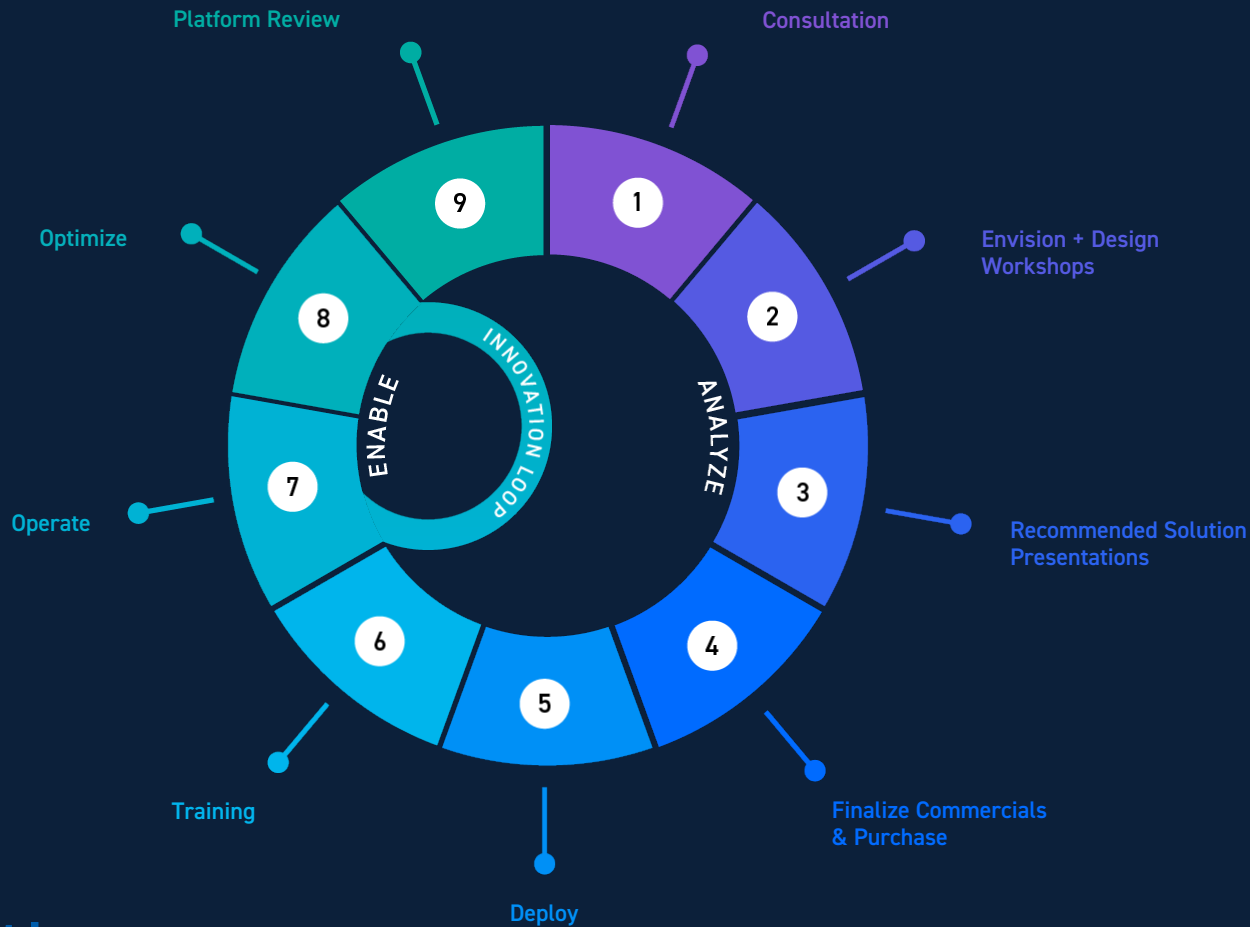 Platform Review
Consultation
9
1
Optimize
Envision + Design
Workshops
8
2
INNOVATION LOOP
ENABLE
ANALYZE
7
3
Operate
Recommended Solution
Presentations
6
4
5
Training
Finalize Commercials
& Purchase
Deploy